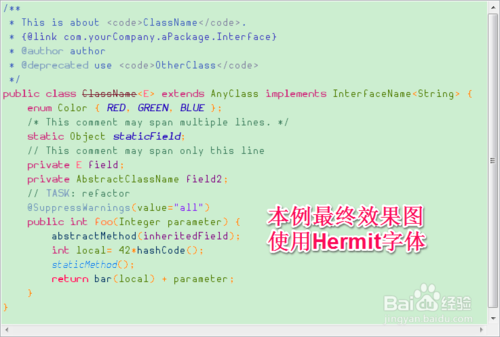 /**
 * This is about <code>ClassName</code>.
 * {@link com.yourCompany.aPackage.Interface}
 * @author author
 * @deprecated use <code>OtherClass</code>
 */
public class ClassName<E> extends AnyClass implements InterfaceName<String> {
    enum Color { RED, GREEN, BLUE };
    /* This comment may span multiple lines. */
    static Object staticField;
    // This comment may span only this line
    private E field;
    private AbstractClassName field2;
    // TASK: refactor
    @SuppressWarnings(value="all")
    public int foo(Integer parameter) {
        abstractMethod(inheritedField);
        int local= 42*hashCode();
        staticMethod();
        return bar(local) + parameter;
    }
}
本例最终效果图
使用Hermit字体
Baidu经验
jingyan.baidu.com